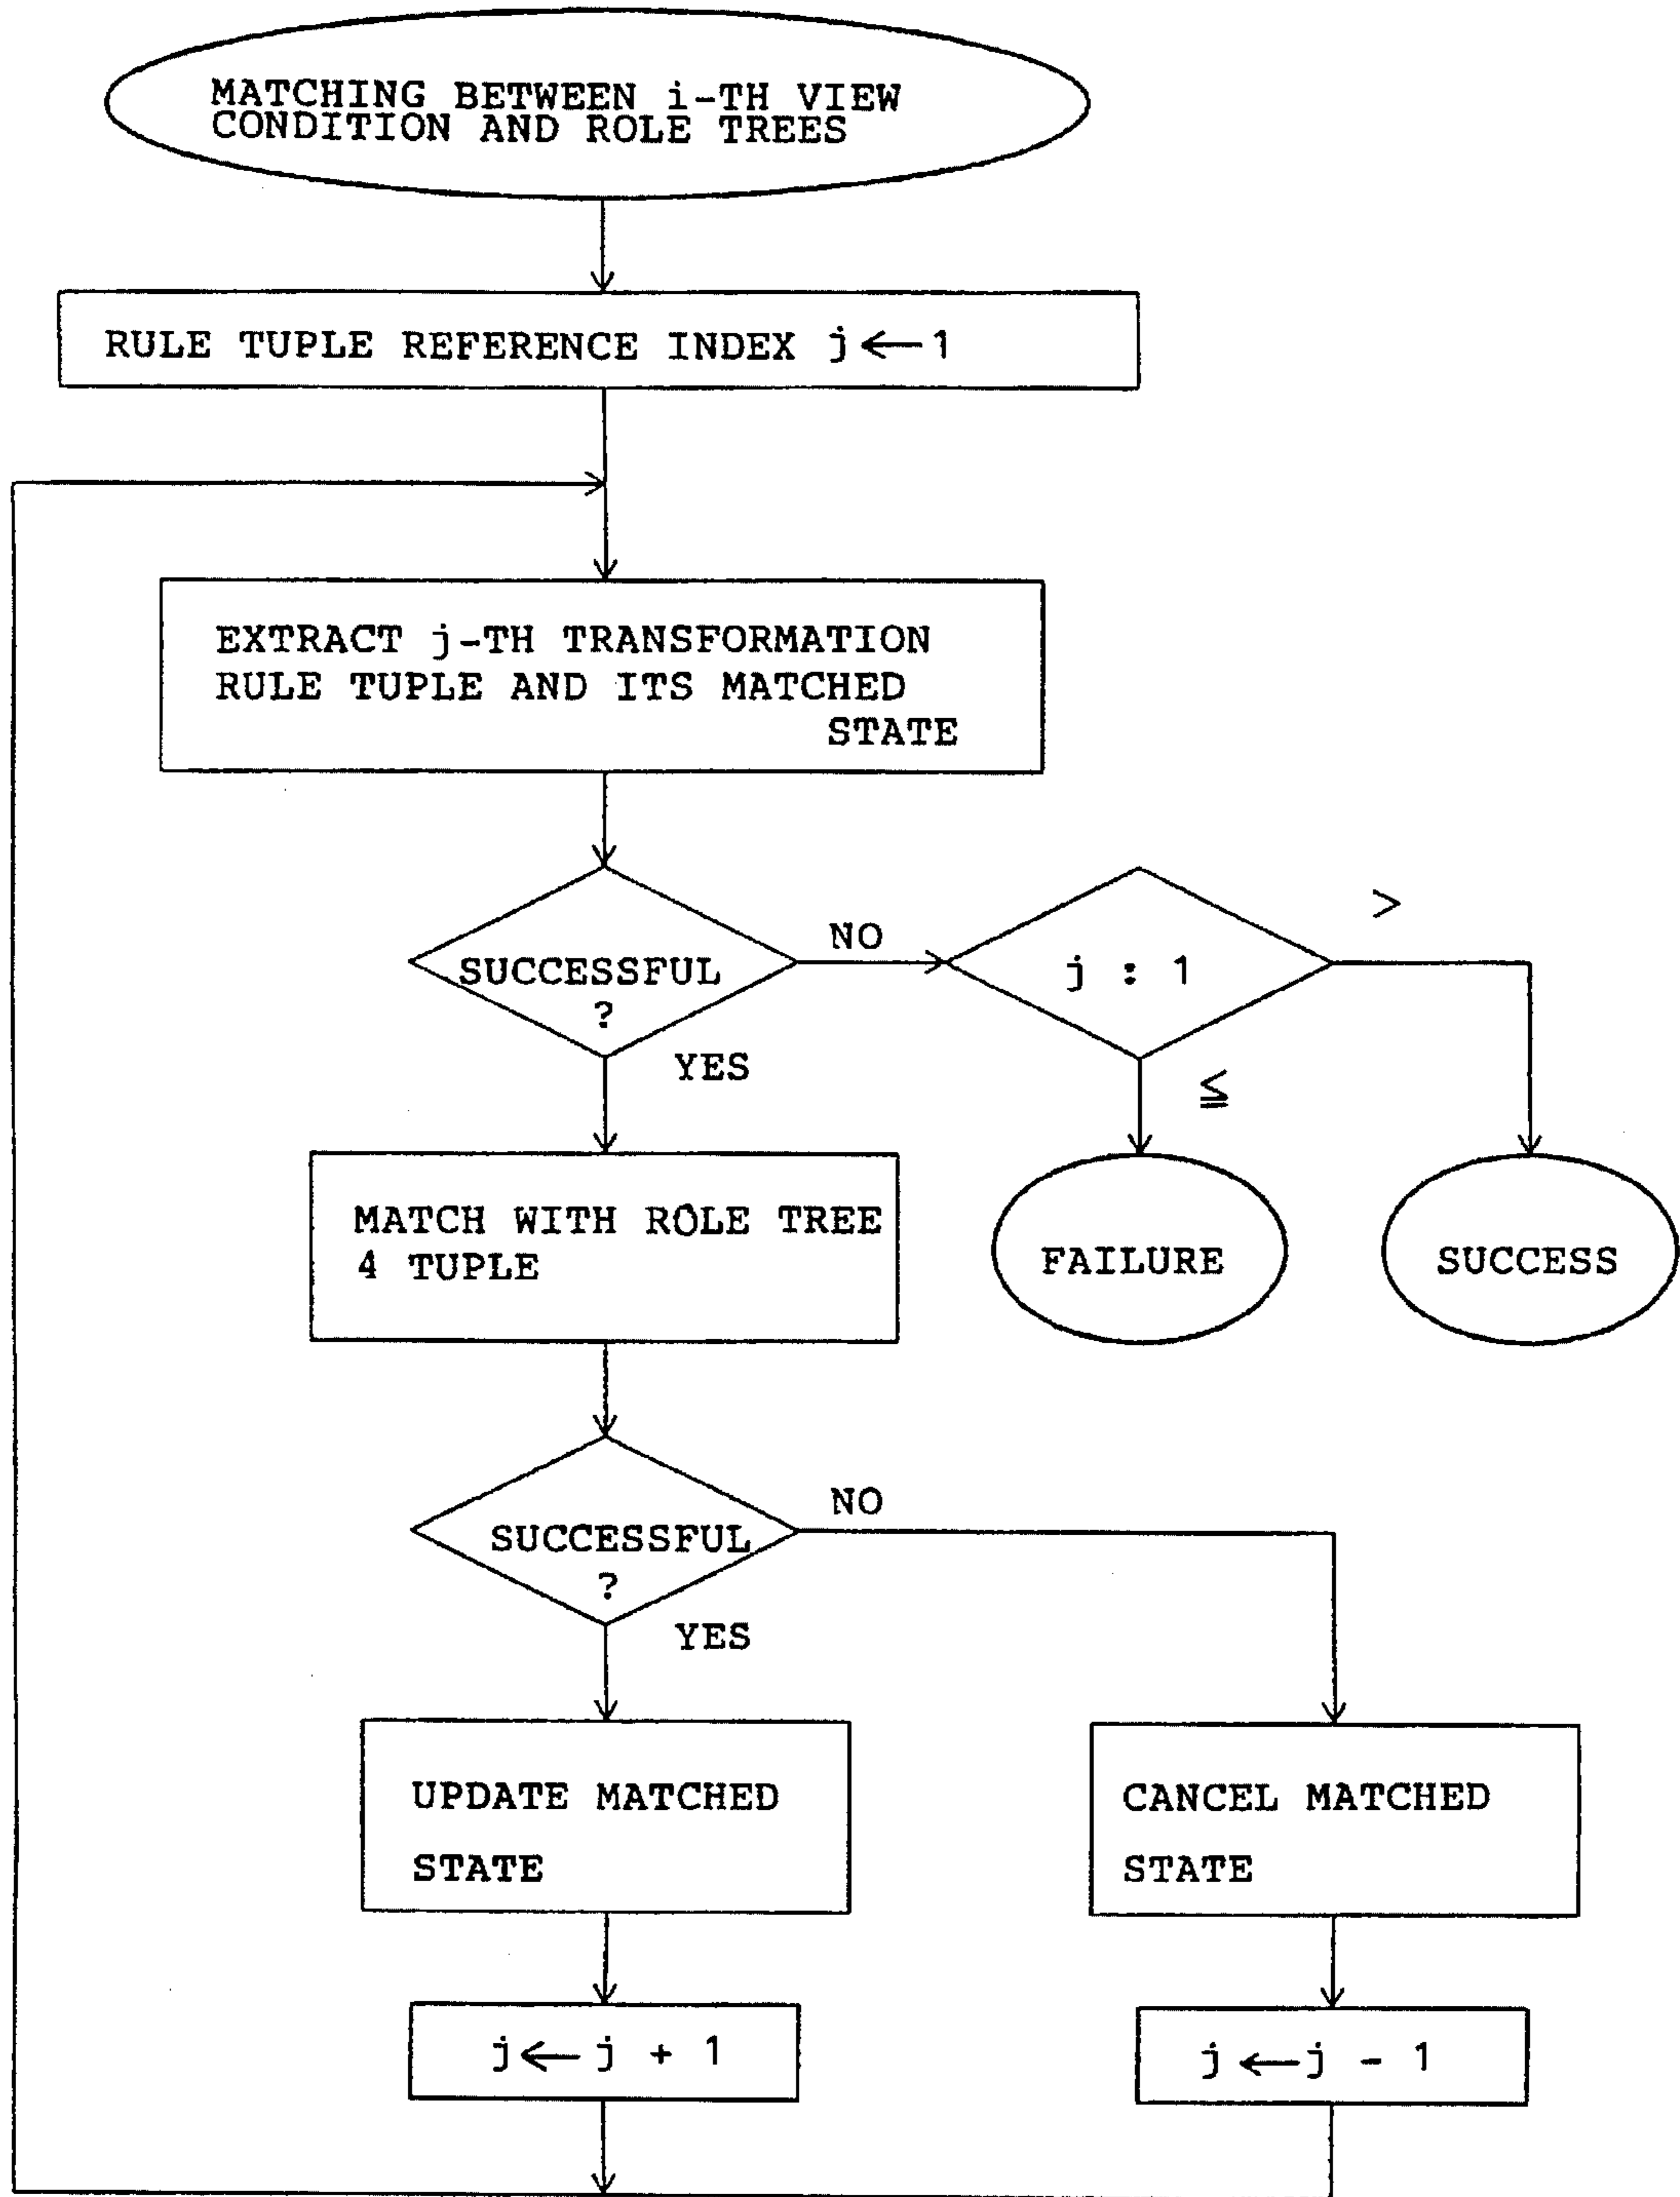 MATCHING BETWEEN i-TH VIEW
CONDITION AND ROLE TREES
RULE TUPLE REFERENCE INDEX j←1
EXTRACT j-TH TRANSFORMATION
RULE TUPLE AND ITS MATCHED
STATE
SUCCESSFUL
?
NO
YES
j : 1
>
≦
MATCH WITH ROLE TREE
4 TUPLE
FAILURE
SUCCESS
SUCCESSFUL
?
NO
YES
UPDATE MATCHED
STATE
CANCEL MATCHED
STATE
j←j + 1
j←j - 1